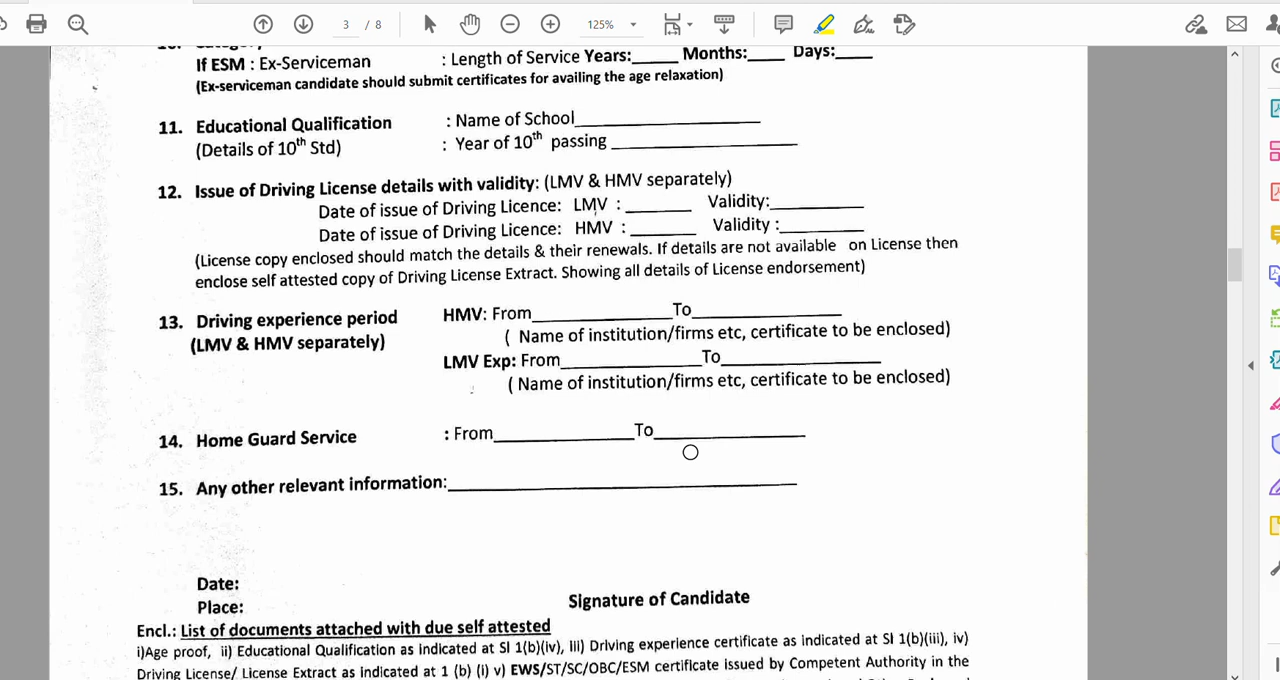 3 / 8
125%
If ESM : Ex-Serviceman : Length of Service Years:_____ Months:____ Days:____
(Ex-serviceman candidate should submit certificates for availing the age relaxation)
11. Educational Qualification : Name of School____________________
(Details of 10th Std) : Year of 10th passing ____________________
12. Issue of Driving License details with validity: (LMV & HMV separately)
Date of issue of Driving Licence: LMV : _______ Validity:__________
Date of issue of Driving Licence: HMV : _______ Validity :_________
(License copy enclosed should match the details & their renewals. If details are not available on License then
enclose self attested copy of Driving License Extract. Showing all details of License endorsement)
13. Driving experience period HMV: From_______________To________________
(LMV & HMV separately) ( Name of institution/firms etc, certificate to be enclosed)
LMV Exp: From_______________To_________________
( Name of institution/firms etc, certificate to be enclosed)
14. Home Guard Service : From_______________To________________
15. Any other relevant information:______________________________________
Date:
Place: Signature of Candidate
Encl.: List of documents attached with due self attested
i)Age proof, ii) Educational Qualification as indicated at Sl 1(b)(iv), III) Driving experience certificate as indicated at Sl 1(b)(iii), iv)
Driving License/ License Extract as indicated at 1 (b) (i) v) EWS/ST/SC/OBC/ESM certificate issued by Competent Authority in the